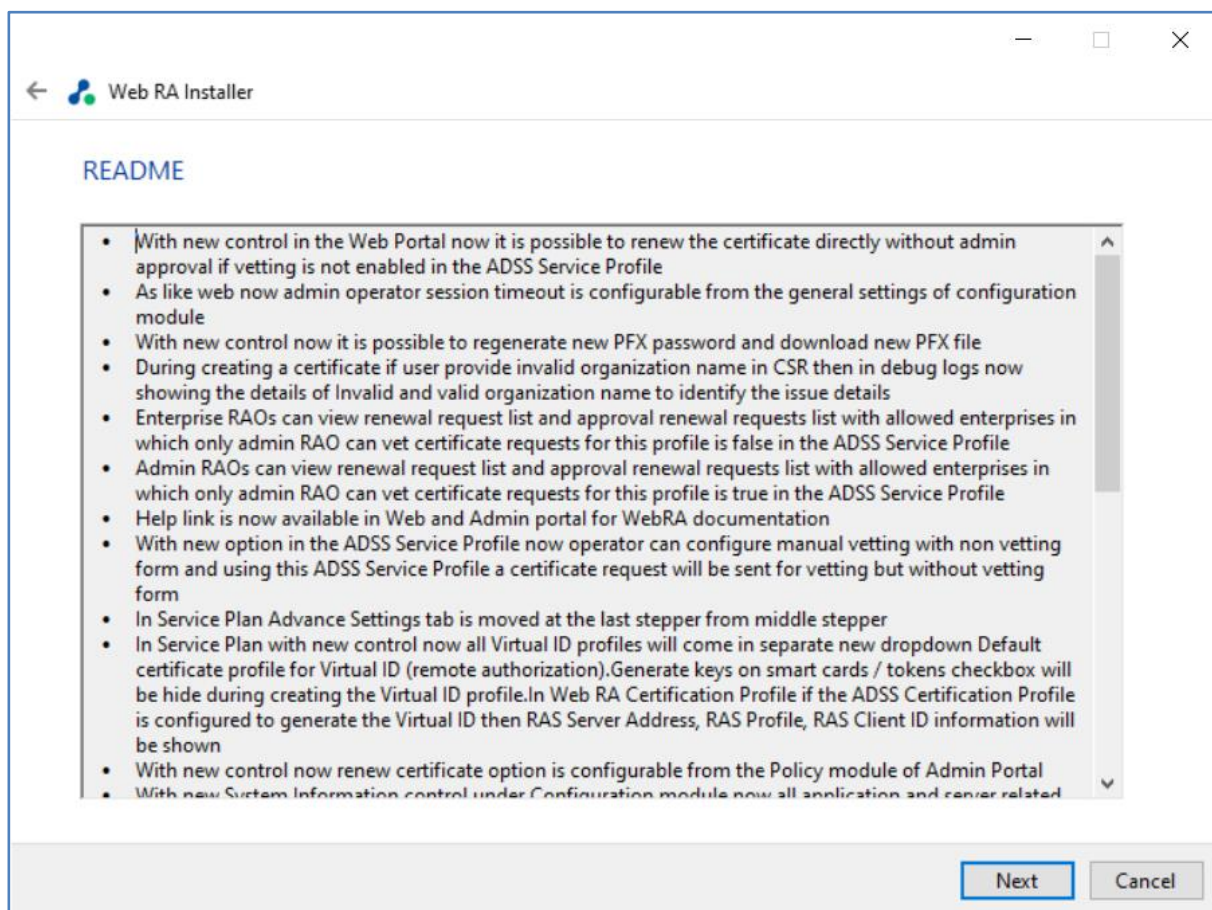 Web RA Installer
README
• With new control in the Web Portal now it is possible to renew the certificate directly without admin
approval if vetting is not enabled in the ADSS Service Profile
• As like web now admin operator session timeout is configurable from the general settings of configuration
module
• With new control now it is possible to regenerate new PFX password and download new PFX file
• During creating a certificate if user provide invalid organization name in CSR then in debug logs now
showing the details of Invalid and valid organization name to identify the issue details
• Enterprise RAOs can view renewal request list and approval renewal requests list with allowed enterprises in
which only admin RAO can vet certificate requests for this profile is false in the ADSS Service Profile
• Admin RAOs can view renewal request list and approval renewal requests list with allowed enterprises in
which only admin RAO can vet certificate requests for this profile is true in the ADSS Service Profile
• Help link is now available in Web and Admin portal for WebRA documentation
• With new option in the ADSS Service Profile now operator can configure manual vetting with non vetting
form and using this ADSS Service Profile a certificate request will be sent for vetting but without vetting
form
• In Service Plan Advance Settings tab is moved at the last stepper from middle stepper
• In Service Plan with new control now all Virtual ID profiles will come in separate new dropdown Default
certificate profile for Virtual ID (remote authorization).Generate keys on smart cards / tokens checkbox will
be hide during creating the Virtual ID profile.In Web RA Certification Profile if the ADSS Certification Profile
is configured to generate the Virtual ID then RAS Server Address, RAS Profile, RAS Client ID information will
be shown
• With new control now renew certificate option is configurable from the Policy module of Admin Portal
• With new System Information control under Configuration module now all application and server related
Next
Cancel